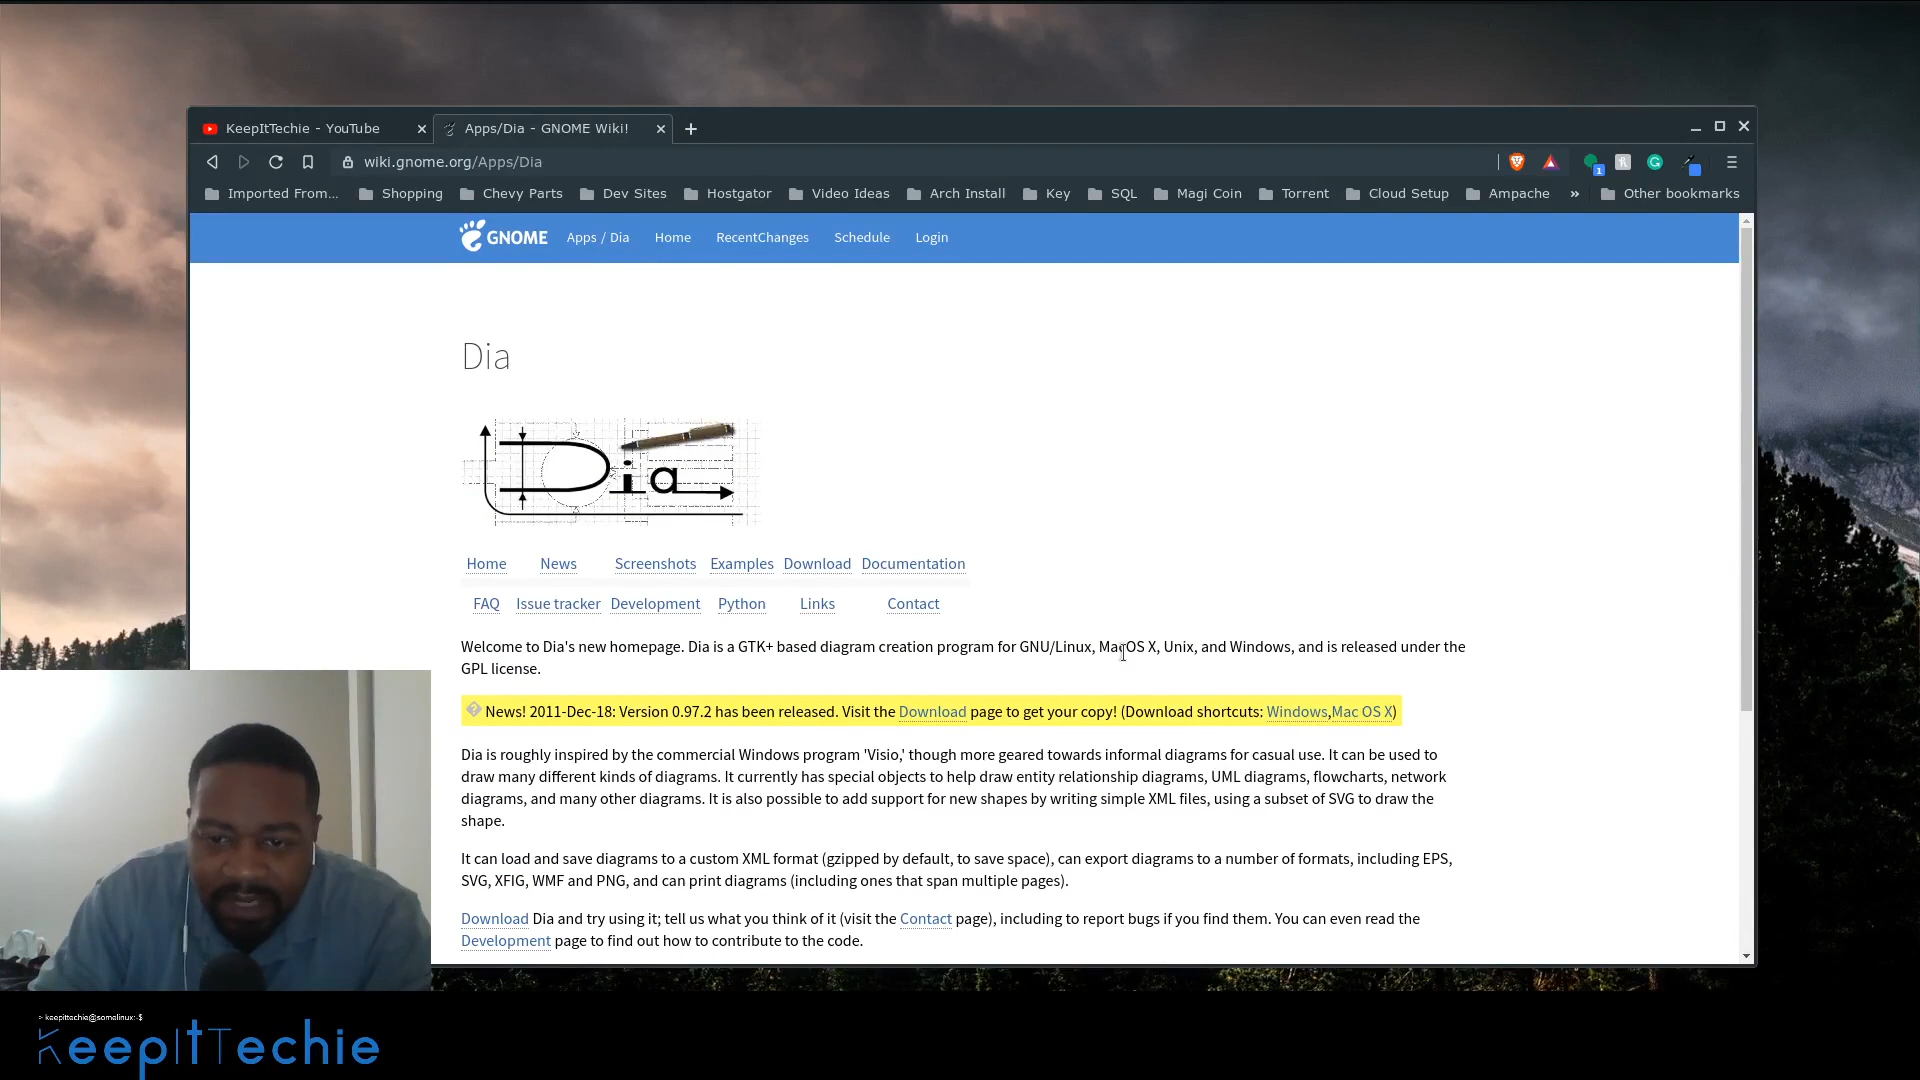 KeepItTechie - YouTube
Apps/Dia - GNOME Wiki!
wiki.gnome.org/Apps/Dia
Imported From... Shopping Chevy Parts Dev Sites Hostgator Video Ideas Arch Install Key SQL Magi Coin Torrent Cloud Setup Ampache » Other bookmarks
GNOME Apps / Dia Home RecentChanges Schedule Login
Dia
Dia
Home News Screenshots Examples Download Documentation
FAQ Issue tracker Development Python Links Contact
Welcome to Dia's new homepage. Dia is a GTK+ based diagram creation program for GNU/Linux, MacOS X, Unix, and Windows, and is released under the
GPL license.
News! 2011-Dec-18: Version 0.97.2 has been released. Visit the Download page to get your copy! (Download shortcuts: Windows,Mac OS X)
Dia is roughly inspired by the commercial Windows program 'Visio,' though more geared towards informal diagrams for casual use. It can be used to
draw many different kinds of diagrams. It currently has special objects to help draw entity relationship diagrams, UML diagrams, flowcharts, network
diagrams, and many other diagrams. It is also possible to add support for new shapes by writing simple XML files, using a subset of SVG to draw the
shape.
It can load and save diagrams to a custom XML format (gzipped by default, to save space), can export diagrams to a number of formats, including EPS,
SVG, XFIG, WMF and PNG, and can print diagrams (including ones that span multiple pages).
Download Dia and try using it; tell us what you think of it (visit the Contact page), including to report bugs if you find them. You can even read the
Development page to find out how to contribute to the code.
> keepittechie@somelinux:-$
KeepItTechie